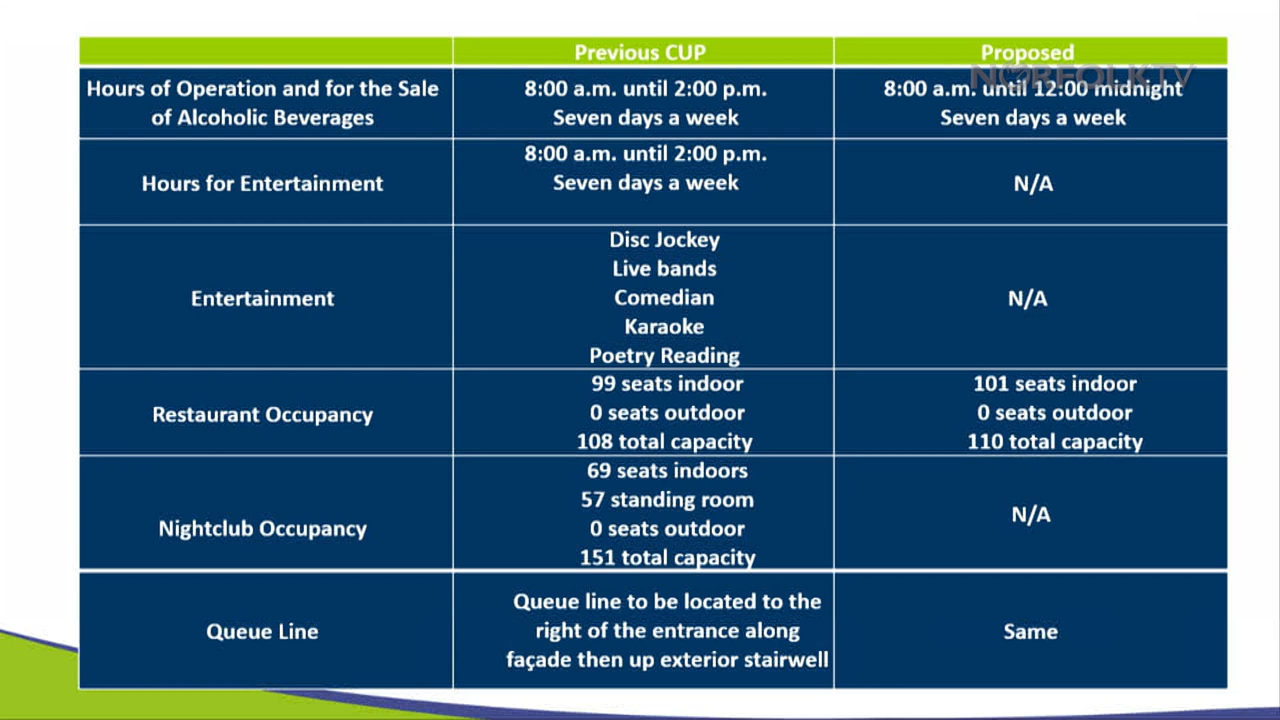 Previous CUP
Proposed
NORFOLKTV
Hours of Operation and for the Sale
of Alcoholic Beverages
8:00 a.m. until 2:00 p.m.
Seven days a week
8:00 a.m. until 12:00 midnight
Seven days a week
Hours for Entertainment
8:00 a.m. until 2:00 p.m.
Seven days a week
N/A
Entertainment
Disc Jockey
Live bands
Comedian
Karaoke
Poetry Reading
N/A
Restaurant Occupancy
99 seats indoor
0 seats outdoor
108 total capacity
101 seats indoor
0 seats outdoor
110 total capacity
Nightclub Occupancy
69 seats indoors
57 standing room
0 seats outdoor
151 total capacity
N/A
Queue Line
Queue line to be located to the
right of the entrance along
façade then up exterior stairwell
Same